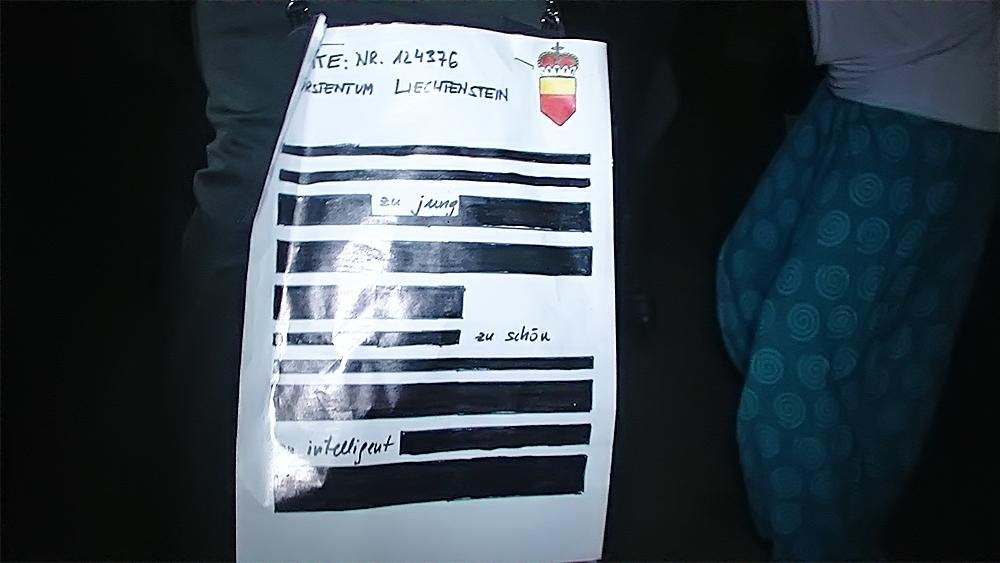 TE: NR. 124376
RSTENTUM LIECHTENSTEIN
zu jung
zu schön
intelligent